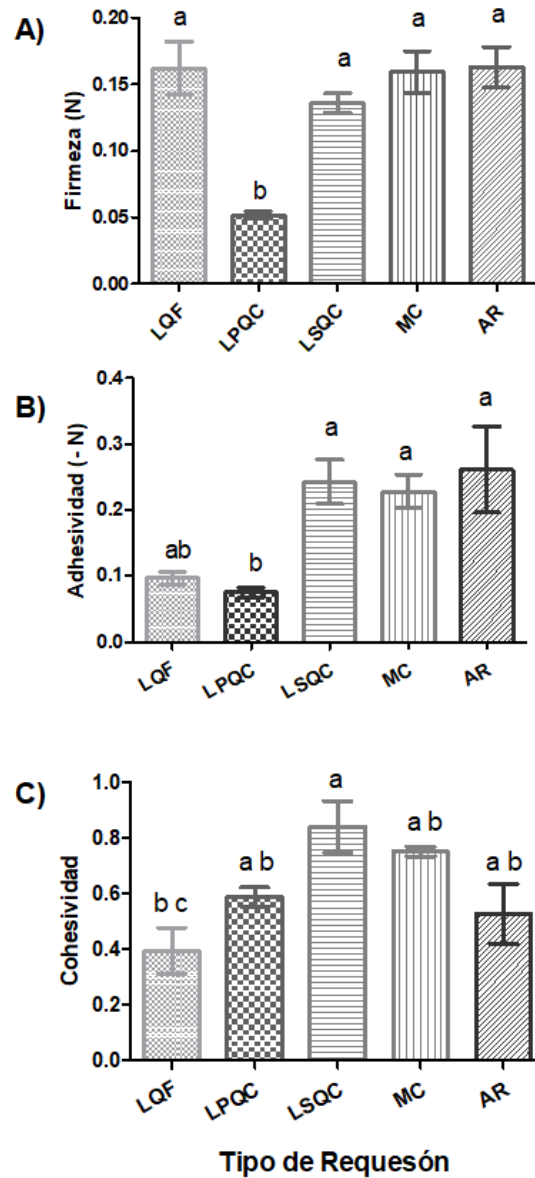 A)
Firmeza (N)
0.20
0.15
0.10
0.05
0.00
a
b
a
a
a
LQF
LPQC
LSQC
MC
AR
B)
Adhesividad (- N)
0.4
0.3
0.2
0.1
0.0
ab
b
a
a
a
LQF
LPQC
LSQC
MC
AR
C)
Cohesividad
1.0
0.8
0.6
0.4
0.2
0.0
b c
a b
a
a b
a b
LQF
LPQC
LSQC
MC
AR
Tipo de Requesón